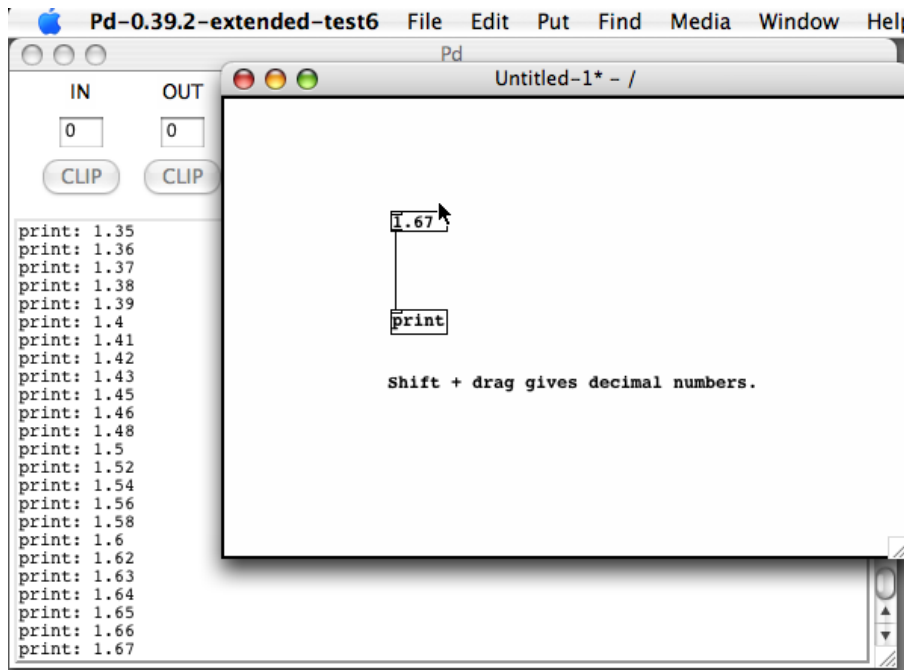 Pd-0.39.2-extended-test6 File Edit Put Find Media Window Help
Pd
IN OUT
0 0
CLIP CLIP
print: 1.35
print: 1.36
print: 1.37
print: 1.38
print: 1.39
print: 1.4
print: 1.41
print: 1.42
print: 1.43
print: 1.45
print: 1.46
print: 1.48
print: 1.5
print: 1.52
print: 1.54
print: 1.56
print: 1.58
print: 1.6
print: 1.62
print: 1.63
print: 1.64
print: 1.65
print: 1.66
print: 1.67
Untitled-1* - /
1.67
print
Shift + drag gives decimal numbers.